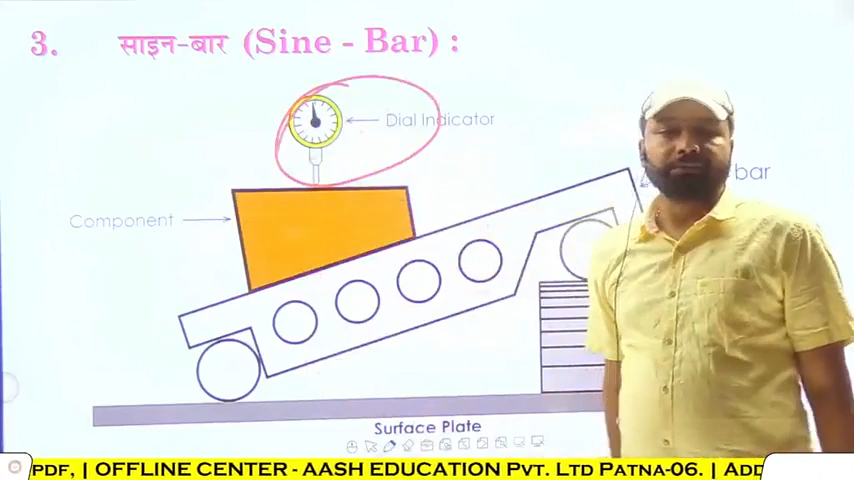 3. साइन-बार (Sine - Bar) :
Dial Indicator
bar
Component
Surface Plate
PDF, | OFFLINE CENTER - AASH EDUCATION PVT. LTD PATNA-06. | ADD